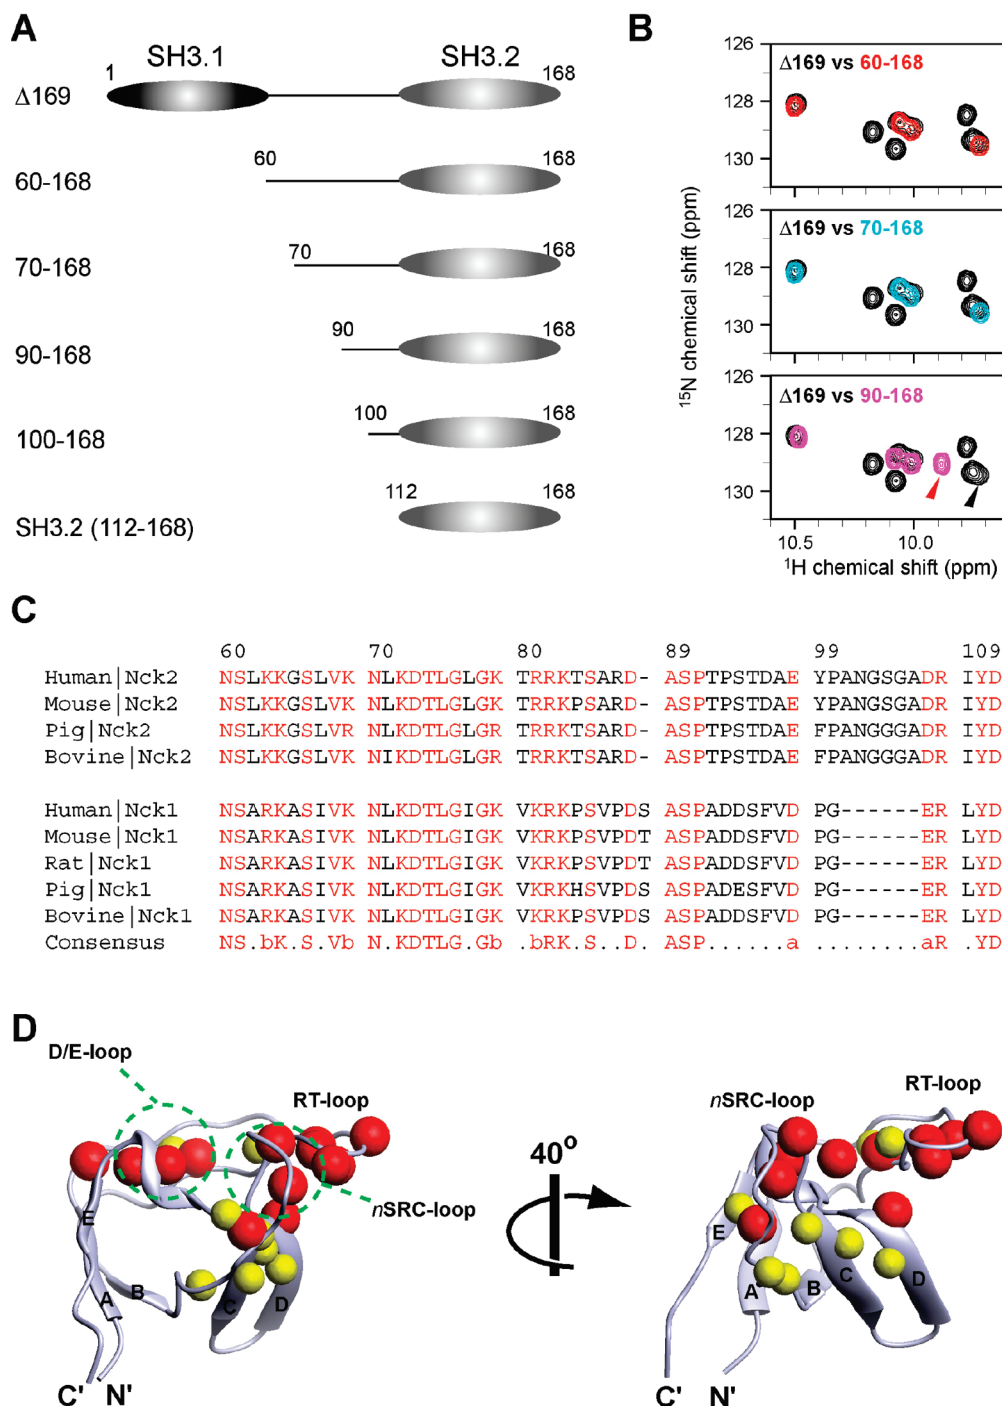 A
SH3.1 SH3.2
1 168
Δ169
60 168
60-168
70 168
70-168
90 168
90-168
100 168
100-168
112 168
SH3.2 (112-168)
B
126
Δ169 vs 60-168
128
130
126
Δ169 vs 70-168
128
130
126
Δ169 vs 90-168
128
130
15N chemical shift (ppm)
10.5 10.0
1H chemical shift (ppm)
C
60 70 80 89 99 109
Human|Nck2 NSLKKGSLVK NLKDTLGLGK TRRKTSARD- ASPTPSTDAE YPANGSGADR IYD
Mouse|Nck2 NSLKKGSLVK NLKDTLGLGK TRRKPSARD- ASPTPSTDAE YPANGSGADR IYD
Pig|Nck2 NSLKKGSLVR NLKDTLGLGR TRRKTSARD- ASPTPSTDAE FPANGGGADR IYD
Bovine|Nck2 NSLKKGSLVK NIKDTLGLGR TRRKTSARD- ASPTPSTDAE FPANGGGADR IYD
Human|Nck1 NSARKASIVK NLKDTLGIGK VKRKPSVPDS ASPADDSFVD PG------ER LYD
Mouse|Nck1 NSARKASIVK NLKDTLGIGK VKRKPSVPDT ASPADDSFVD PG------ER LYD
Rat|Nck1 NSARKASIVK NLKDTLGIGK VKRKPSVPDT ASPADDSFVD PG------ER LYD
Pig|Nck1 NSARKASIVK NLKDTLGIGK VKRKHSVPDS ASPADESFVD PG------ER LYD
Bovine|Nck1 NSARKASIVK NLKDTLGIGK VKRKPSVPDS ASPADDSFVD PG------ER LYD
Consensus NS.bK.S.Vb N.KDTLG.Gb .bRK.S..D. ASP......a ........aR .YD
D
D/E-loop
RT-loop
nSRC-loop
E
A
B
C
D
C' N'
40o
nSRC-loop
RT-loop
E
A
B
C
D
C' N'